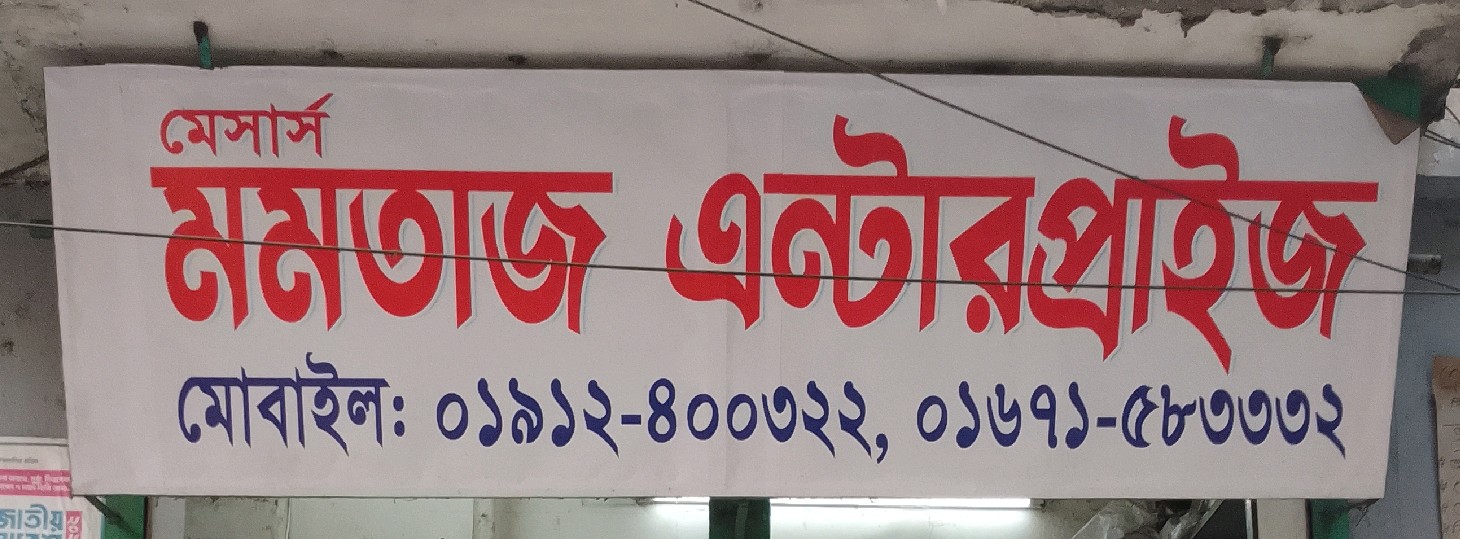 মেসার্স
মমতাজ এন্টারপ্রাইজ
মোবাইল: ০১৯১২-৪০০৩২২, ০১৬৭১-৫৮৩৩৩২
জাতীয়